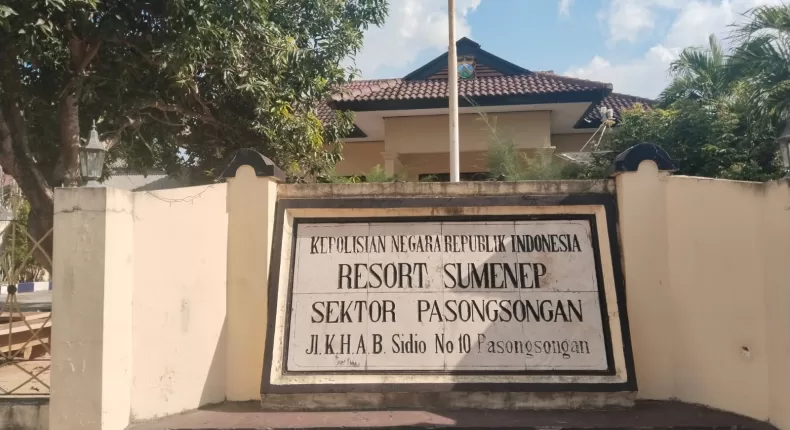 KEPOLISIAN NEGARA REPUBLIK INDONESIA
RESORT SUMENEP
SEKTOR PASONGSONGAN
Jl. K.H.A.B. Sidio No 10 Pasongsongan